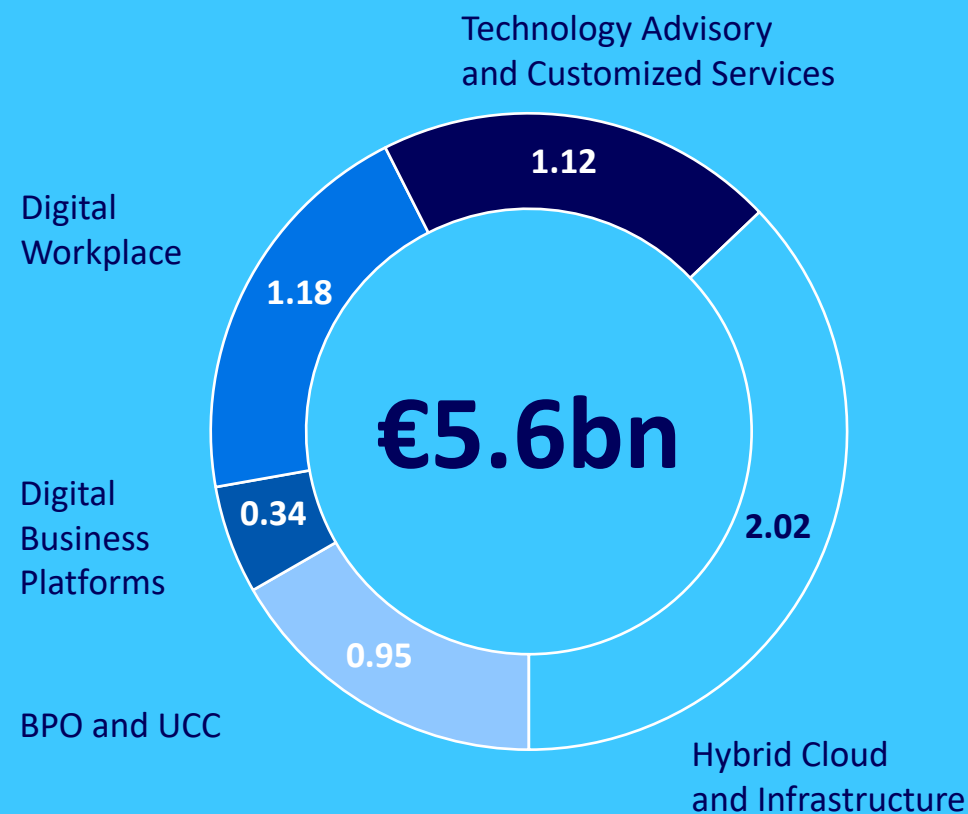 Technology Advisory
and Customized Services
1.12
Digital
Workplace
1.18
€5.6bn
Digital
Business
Platforms
0.34
2.02
0.95
BPO and UCC
Hybrid Cloud
and Infrastructure